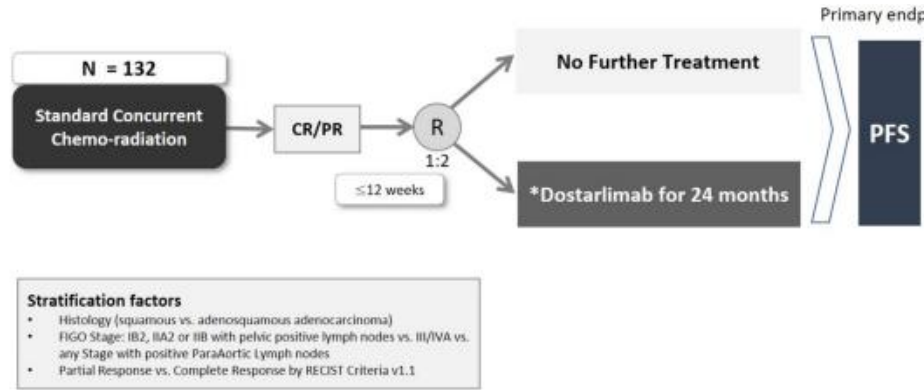 Primary endp
N = 132
Standard Concurrent
Chemo-radiation
CR/PR
R
1:2
≤12 weeks
No Further Treatment
*Dostarlimab for 24 months
PFS
Stratification factors
• Histology (squamous vs. adenosquamous adenocarcinoma)
• FIGO Stage: IB2, IIA2 or IIB with pelvic positive lymph nodes vs. III/IVA vs.
any Stage with positive ParaAortic Lymph nodes
• Partial Response vs. Complete Response by RECIST Criteria v1.1